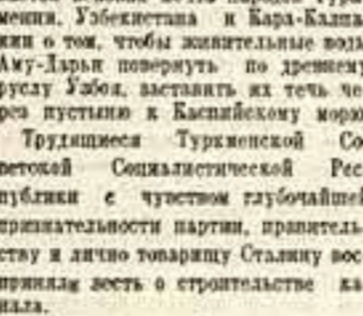 мении, Узбекистана и Кара-Калпа-
кии о том, чтобы живительные воды
Аму-Дарьи повернуть по древнему
руслу Узбоя, заставить их течь че-
рез пустыню к Каспийскому морю.
Трудящиеся Туркменской Со-
ветской Социалистической Рес-
публики с чувством глубочайшей
признательности партии, правитель-
ству и лично товарищу Сталину вос-
приняли весть о строительстве ка-
нала.